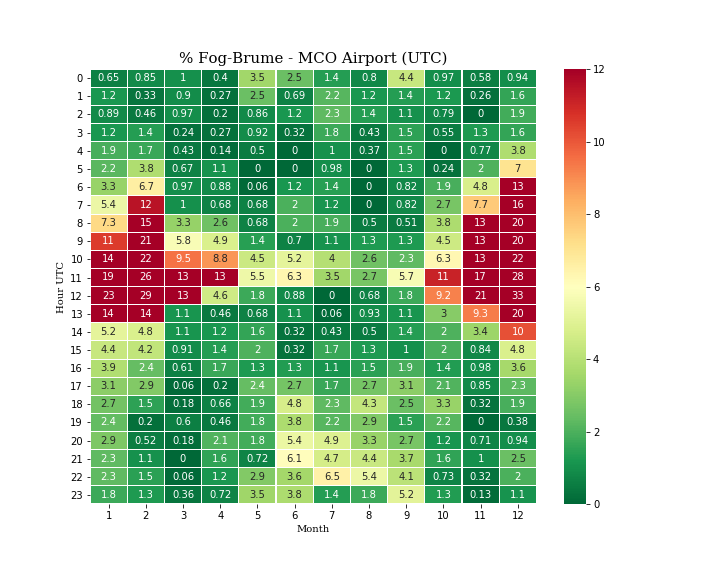 % Fog-Brume - MCO Airport (UTC)
0 0.65 0.85 1 0.4 3.5 2.5 1.4 0.8 4.4 0.97 0.58 0.94
1 1.2 0.33 0.9 0.27 2.5 0.69 2.2 1.2 1.4 1.2 0.26 1.6
2 0.89 0.46 0.97 0.2 0.86 1.2 2.3 1.4 1.1 0.79 0 1.9
3 1.2 1.4 0.24 0.27 0.92 0.32 1.8 0.43 1.5 0.55 1.3 1.6
4 1.9 1.7 0.43 0.14 0.5 0 1 0.37 1.5 0 0.77 3.8
5 2.2 3.8 0.67 1.1 0 0 0.98 0 1.3 0.24 2 7
6 3.3 6.7 0.97 0.88 0.06 1.2 1.4 0 0.82 1.9 4.8 13
7 5.4 12 1 0.68 0.68 2 1.2 0 0.82 2.7 7.7 16
8 7.3 15 3.3 2.6 0.68 2 1.9 0.5 0.51 3.8 13 20
9 11 21 5.8 4.9 1.4 0.7 1.1 1.3 1.3 4.5 13 20
10 14 22 9.5 8.8 4.5 5.2 4 2.6 2.3 6.3 13 22
11 19 26 13 13 5.5 6.3 3.5 2.7 5.7 11 17 28
12 23 29 13 4.6 1.8 0.88 0 0.68 1.8 9.2 21 33
13 14 14 1.1 0.46 0.68 1.1 0.06 0.93 1.1 3 9.3 20
14 5.2 4.8 1.1 1.2 1.6 0.32 0.43 0.5 1.4 2 3.4 10
15 4.4 4.2 0.91 1.4 2 0.32 1.7 1.3 1 2 0.84 4.8
16 3.9 2.4 0.61 1.7 1.3 1.3 1.1 1.5 1.9 1.4 0.98 3.6
17 3.1 2.9 0.06 0.2 2.4 2.7 1.7 2.7 3.1 2.1 0.85 2.3
18 2.7 1.5 0.18 0.66 1.9 4.8 2.3 4.3 2.5 3.3 0.32 1.9
19 2.4 0.2 0.6 0.46 1.8 3.8 2.2 2.9 1.5 2.2 0 0.38
20 2.9 0.52 0.18 2.1 1.8 5.4 4.9 3.3 2.7 1.2 0.71 0.94
21 2.3 1.1 0 1.6 0.72 6.1 4.7 4.4 3.7 1.6 1 2.5
22 2.3 1.5 0.06 1.2 2.9 3.6 6.5 5.4 4.1 0.73 0.32 2
23 1.8 1.3 0.36 0.72 3.5 3.8 1.4 1.8 5.2 1.3 0.13 1.1
1 2 3 4 5 6 7 8 9 10 11 12
Month
Hour UTC
12
10
8
6
4
2
0